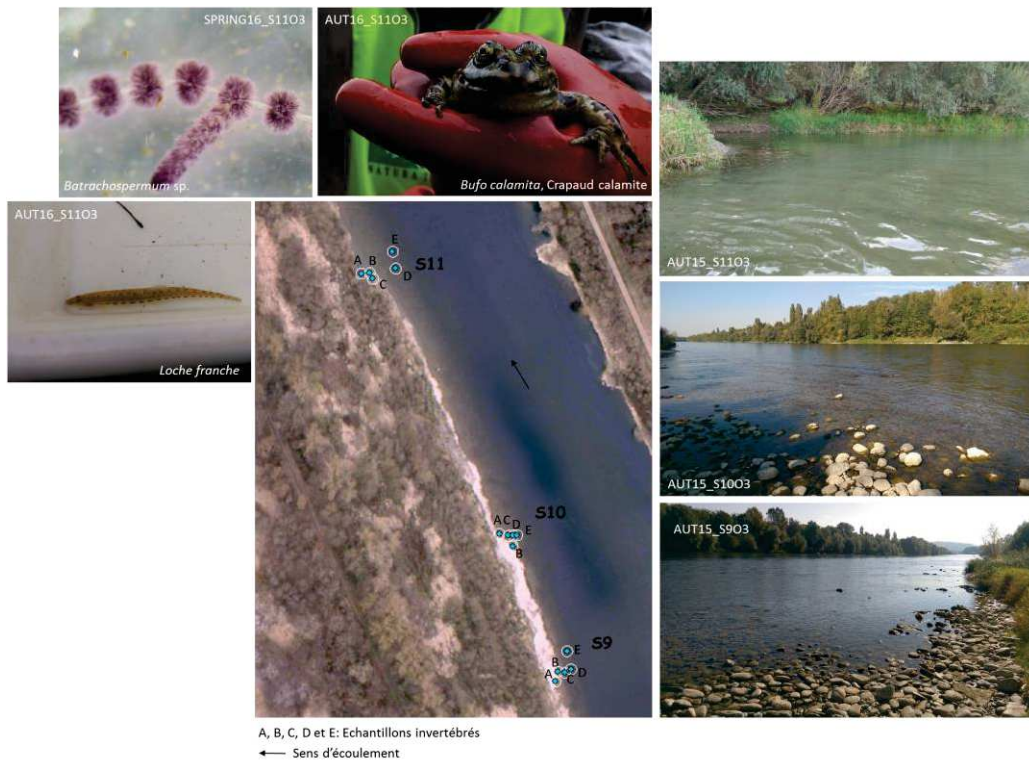 SPRING16_S11O3
Batrachospermum sp.
AUT16_S11O3
NATURA
Bufo calamita, Crapaud calamite
AUT16_S11O3
Loche franche
AUT15_S11O3
AUT15_S10O3
AUT15_S9O3
E
A B S11
D
C
S10
A C D
E
B
S9
E
B
D
A C
A, B, C, D et E: Echantillons invertébrés
Sens d'écoulement